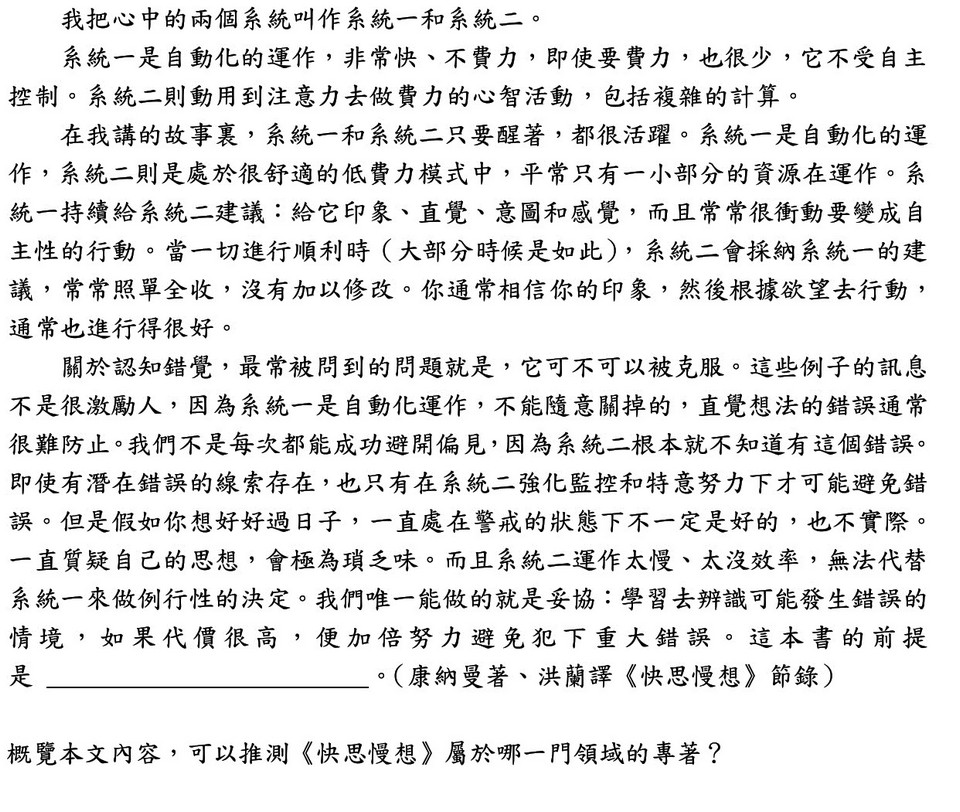 我把心中的兩個系統叫作系統一和系統二。
系統一是自動化的運作，非常快、不費力，即使要費力，也很少，它不受自主
控制。系統二則動用到注意力去做費力的心智活動，包括複雜的計算。
在我講的故事裏，系統一和系統二只要醒著，都很活躍。系統一是自動化的運
作，系統二則是處於很舒適的低費力模式中，平常只有一小部分的資源在運作。系
統一持續給系統二建議：給它印象、直覺、意圖和感覺，而且常常很衝動要變成自
主性的行動。當一切進行順利時（大部分時候是如此），系統二會採納系統一的建
議，常常照單全收，沒有加以修改。你通常相信你的印象，然後根據欲望去行動，
通常也進行得很好。
關於認知錯覺，最常被問到的問題就是，它可不可以被克服。這些例子的訊息
不是很激勵人，因為系統一是自動化運作，不能隨意關掉的，直覺想法的錯誤通常
很難防止。我們不是每次都能成功避開偏見，因為系統二根本就不知道有這個錯誤。
即使有潛在錯誤的線索存在，也只有在系統二強化監控和特意努力下才可能避免錯
誤。但是假如你想好好過日子，一直處在警戒的狀態下不一定是好的，也不實際。
一直質疑自己的思想，會極為瑣乏味。而且系統二運作太慢、太沒效率，無法代替
系統一來做例行性的決定。我們唯一能做的就是妥協：學習去辨識可能發生錯誤的
情境，如果代價很高，便加倍努力避免犯下重大錯誤。這本書的前提
是 ________________。（康納曼著、洪蘭譯《快思慢想》節錄）
概覽本文內容，可以推測《快思慢想》屬於哪一門領域的專著？